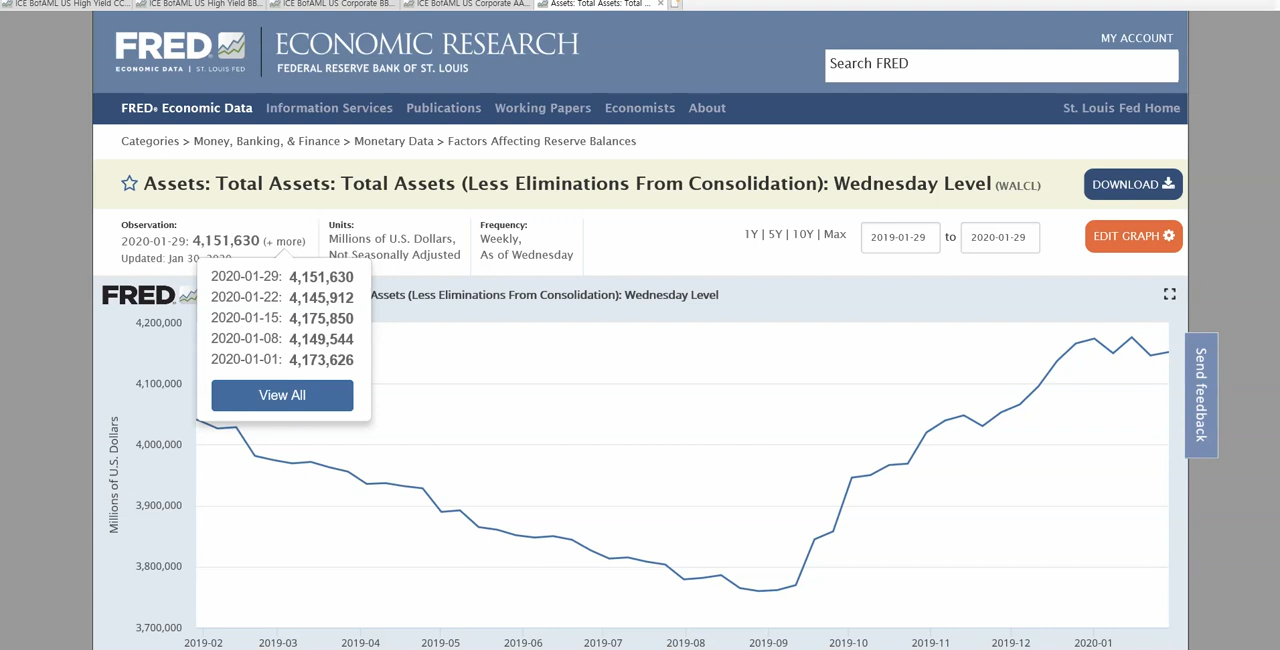 ICE BofAML US High Yield CC...
ICE BofAML US High Yield BB...
ICE BofAML US Corporate BB...
ICE BofAML US Corporate AA...
Assets: Total Assets: Total ...
FRED
ECONOMIC DATA | ST. LOUIS FED
ECONOMIC RESEARCH
FEDERAL RESERVE BANK OF ST. LOUIS
MY ACCOUNT
Search FRED
FRED® Economic Data Information Services Publications Working Papers Economists About St. Louis Fed Home
Categories > Money, Banking, & Finance > Monetary Data > Factors Affecting Reserve Balances
Assets: Total Assets: Total Assets (Less Eliminations From Consolidation): Wednesday Level (WALCL)
DOWNLOAD
Observation:
2020-01-29: 4,151,630 (+ more)
Updated: Jan 30, 2020
Units:
Millions of U.S. Dollars,
Not Seasonally Adjusted
Frequency:
Weekly,
As of Wednesday
1Y | 5Y | 10Y | Max
2019-01-29 to 2020-01-29
EDIT GRAPH
2020-01-29: 4,151,630
2020-01-22: 4,145,912
2020-01-15: 4,175,850
2020-01-08: 4,149,544
2020-01-01: 4,173,626
View All
FRED
Assets (Less Eliminations From Consolidation): Wednesday Level
Millions of U.S. Dollars
4,200,000
4,100,000
4,000,000
3,900,000
3,800,000
3,700,000
2019-02 2019-03 2019-04 2019-05 2019-06 2019-07 2019-08 2019-09 2019-10 2019-11 2019-12 2020-01
Send feedback